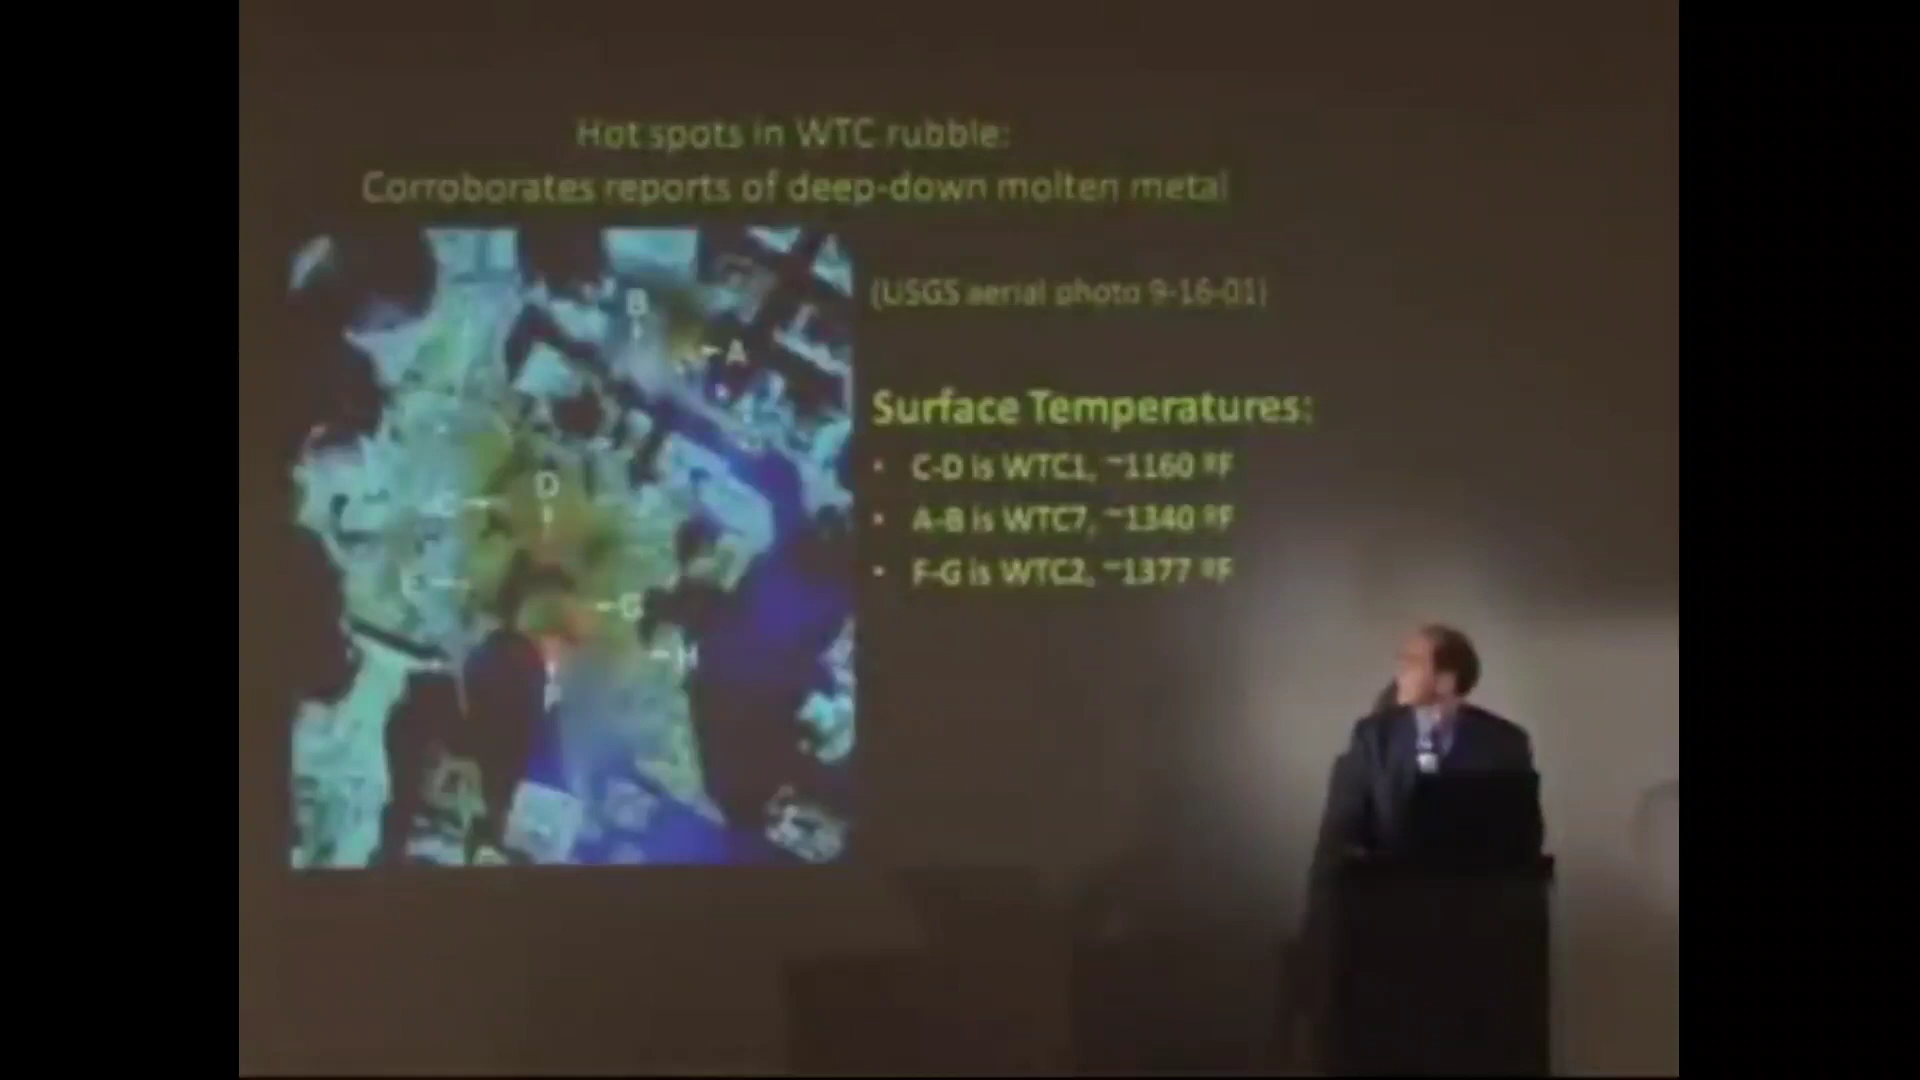 Hot spots in WTC rubble:
Corroborates reports of deep-down molten metal
(USGS aerial photo 9-16-01)
Surface Temperatures:
• C-D is WTC1, ~1160 ºF
• A-B is WTC7, ~1340 ºF
• F-G is WTC2, ~1377 ºF
B
A
D
C
E
G
H
F